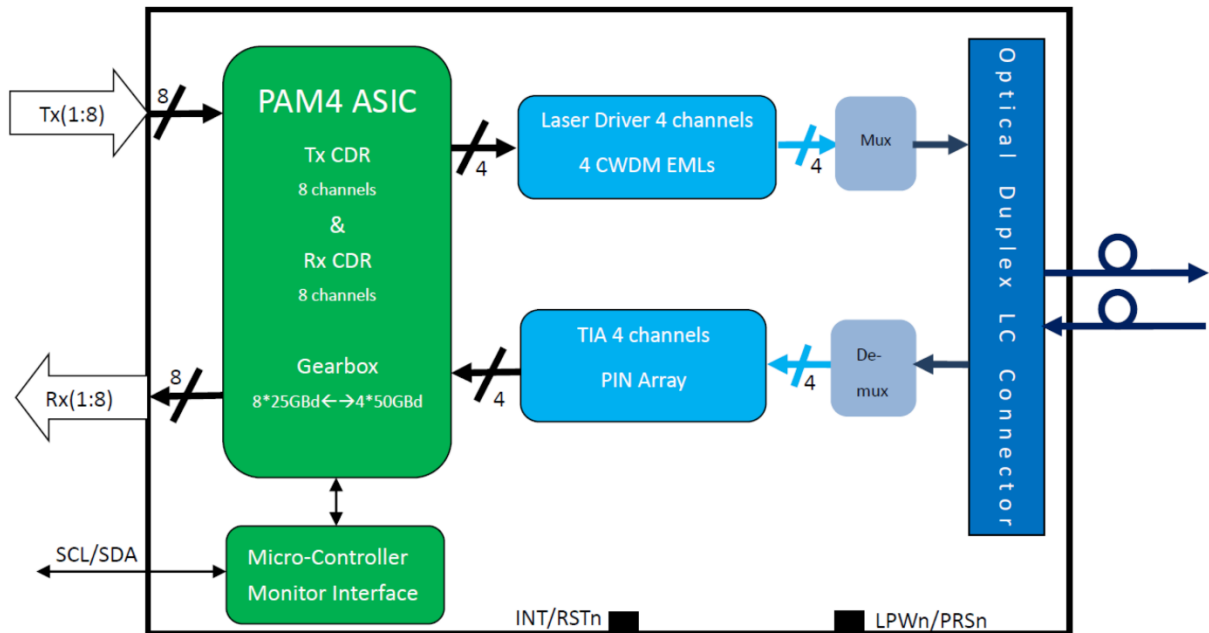 Tx(1:8)
8
PAM4 ASIC
Tx CDR
8 channels
&
Rx CDR
8 channels
Gearbox
8*25GBd←→4*50GBd
4
Laser Driver 4 channels
4 CWDM EMLs
4
Mux
Optical Duplex LC Connector
Rx(1:8)
8
4
TIA 4 channels
PIN Array
4
De-
mux
SCL/SDA
Micro-Controller
Monitor Interface
INT/RSTn
LPWn/PRSn